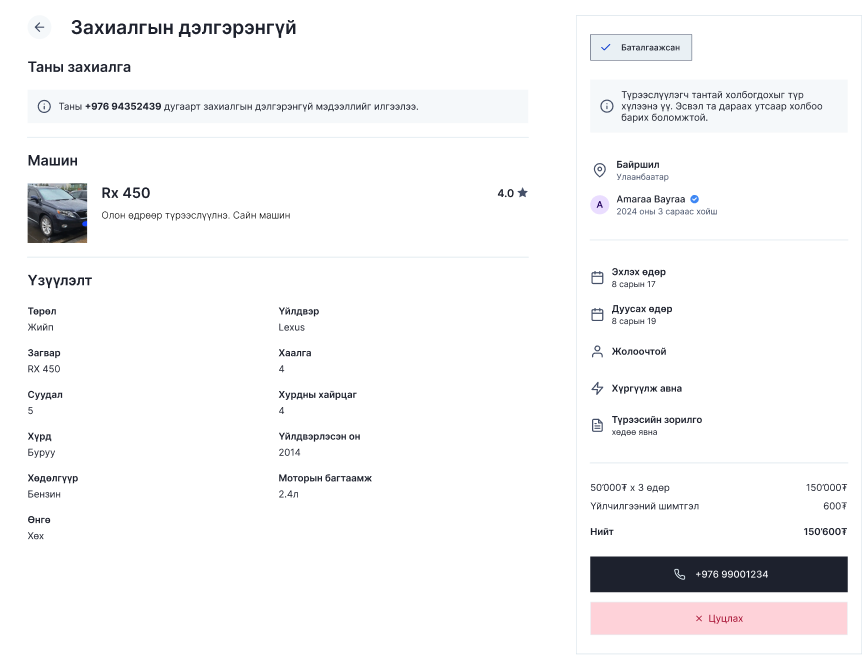 Захиалгын дэлгэрэнгүй
Таны захиалга
Таны +976 94352439 дугаарт захиалгын дэлгэрэнгүй мэдээллийг илгээлээ.
Машин
Rx 450
4.0
Олон өдрөөр түрээслүүлнэ. Сайн машин
Үзүүлэлт
Төрөл
Жийп
Үйлдвэр
Lexus
Загвар
RX 450
Хаалга
4
Суудал
5
Хурдны хайрцаг
4
Хүрд
Буруу
Үйлдвэрлэсэн он
2014
Хөдөлгүүр
Бензин
Моторын багтаамж
2.4л
Өнгө
Хөх
Баталгаажсан
Түрээслүүлэгч тантай холбогдохыг түр
хүлээнэ үү. Эсвэл та дараах утсаар холбоо
барих боломжтой.
Байршил
Улаанбаатар
A
Amaraa Bayraa
2024 оны 3 сараас хойш
Эхлэх өдөр
8 сарын 17
Дуусах өдөр
8 сарын 19
Жолоочтой
Хүргүүлж авна
Түрээсийн зорилго
хөдөө явна
50’000₮ x 3 өдөр 150’000₮
Үйлчилгээний шимтгэл 600₮
Нийт 150’600₮
+976 99001234
× Цуцлах